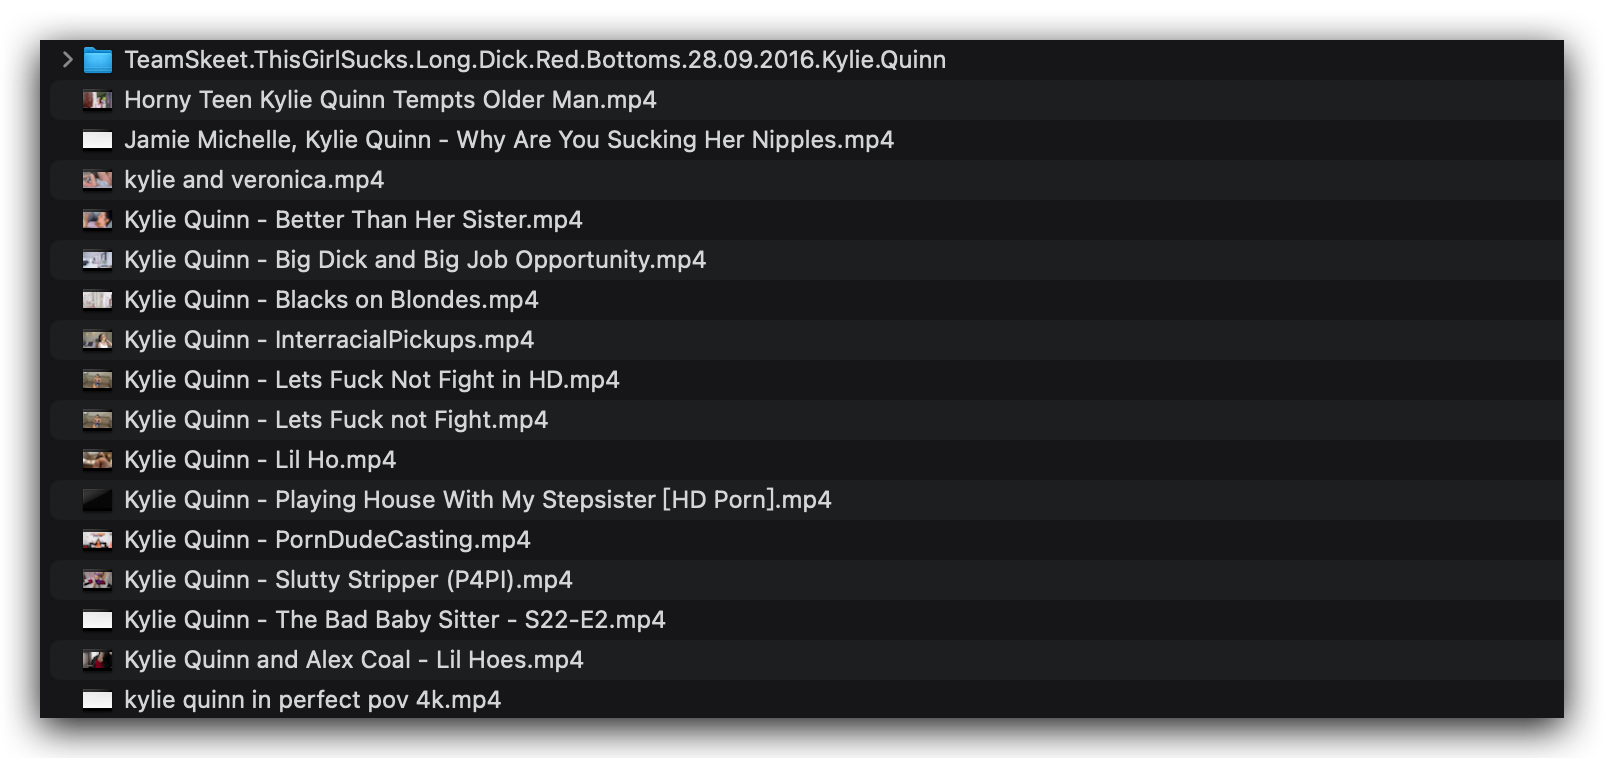 TeamSkeet.ThisGirlSucks.Long.Dick.Red.Bottoms.28.09.2016.Kylie.Quinn
Horny Teen Kylie Quinn Tempts Older Man.mp4
Jamie Michelle, Kylie Quinn - Why Are You Sucking Her Nipples.mp4
kylie and veronica.mp4
Kylie Quinn - Better Than Her Sister.mp4
Kylie Quinn - Big Dick and Big Job Opportunity.mp4
Kylie Quinn - Blacks on Blondes.mp4
Kylie Quinn - InterracialPickups.mp4
Kylie Quinn - Lets Fuck Not Fight in HD.mp4
Kylie Quinn - Lets Fuck not Fight.mp4
Kylie Quinn - Lil Ho.mp4
Kylie Quinn - Playing House With My Stepsister [HD Porn].mp4
Kylie Quinn - PornDudeCasting.mp4
Kylie Quinn - Slutty Stripper (P4PI).mp4
Kylie Quinn - The Bad Baby Sitter - S22-E2.mp4
Kylie Quinn and Alex Coal - Lil Hoes.mp4
kylie quinn in perfect pov 4k.mp4